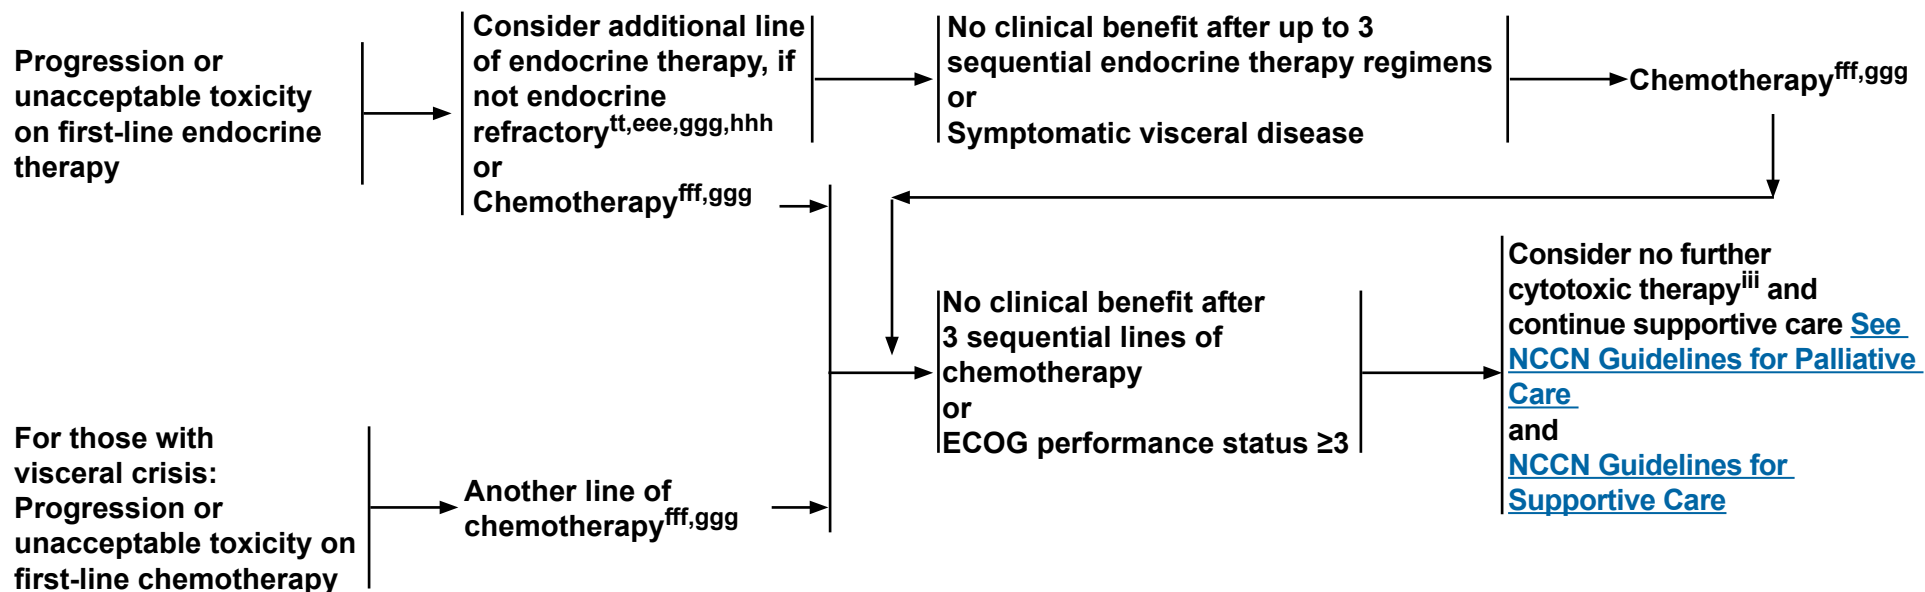 Progression or
unacceptable toxicity
on first-line endocrine
therapy
Consider additional line
of endocrine therapy, if
not endocrine
refractorytt,eee,ggg,hhh
or
Chemotherapyfff,ggg
No clinical benefit after up to 3
sequential endocrine therapy regimens
or
Symptomatic visceral disease
Chemotherapyfff,ggg
For those with
visceral crisis:
Progression or
unacceptable toxicity on
first-line chemotherapy
Another line of
chemotherapyfff,ggg
No clinical benefit after
3 sequential lines of
chemotherapy
or
ECOG performance status ≥3
Consider no further
cytotoxic therapyiii and
continue supportive care See
NCCN Guidelines for Palliative
Care
and
NCCN Guidelines for
Supportive Care